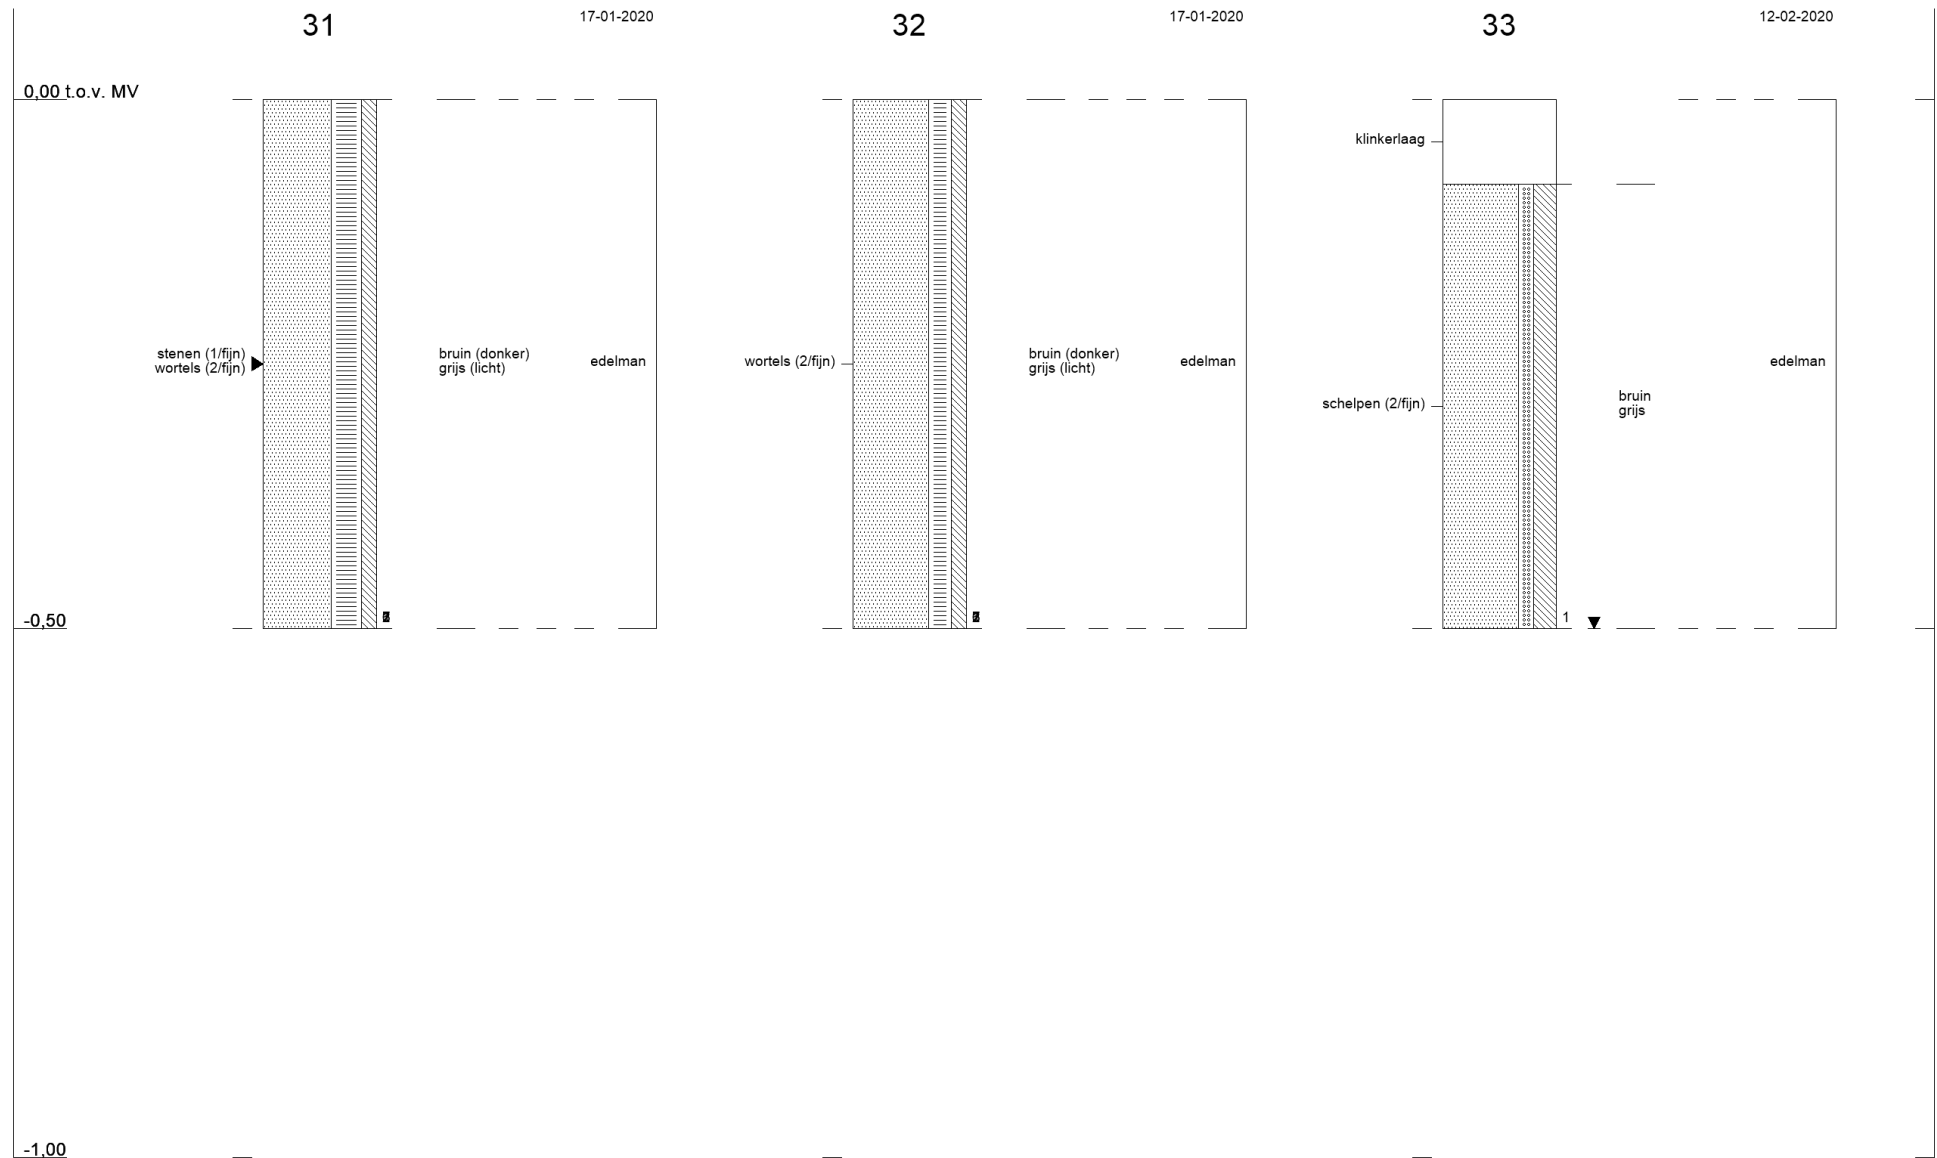 31
17-01-2020
32
17-01-2020
33
12-02-2020
0,00 t.o.v. MV
klinkerlaag
stenen (1/fijn)
wortels (2/fijn)
bruin (donker)
grijs (licht)
edelman
wortels (2/fijn)
bruin (donker)
grijs (licht)
edelman
edelman
schelpen (2/fijn)
bruin
grijs
1
-0,50
-1,00